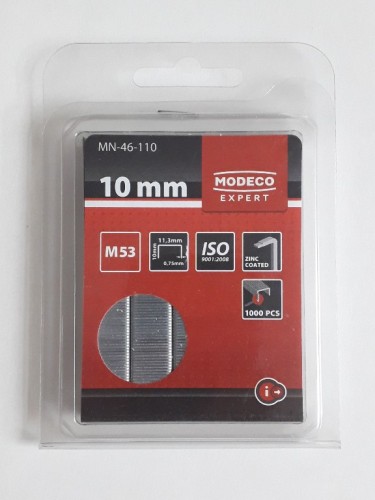 MN-46-110
10 mm
MODECO
EXPERT
M53
11,3mm
10mm
0,75mm
ISO
9001:2008
ZINC
COATED
1000 PCS
i